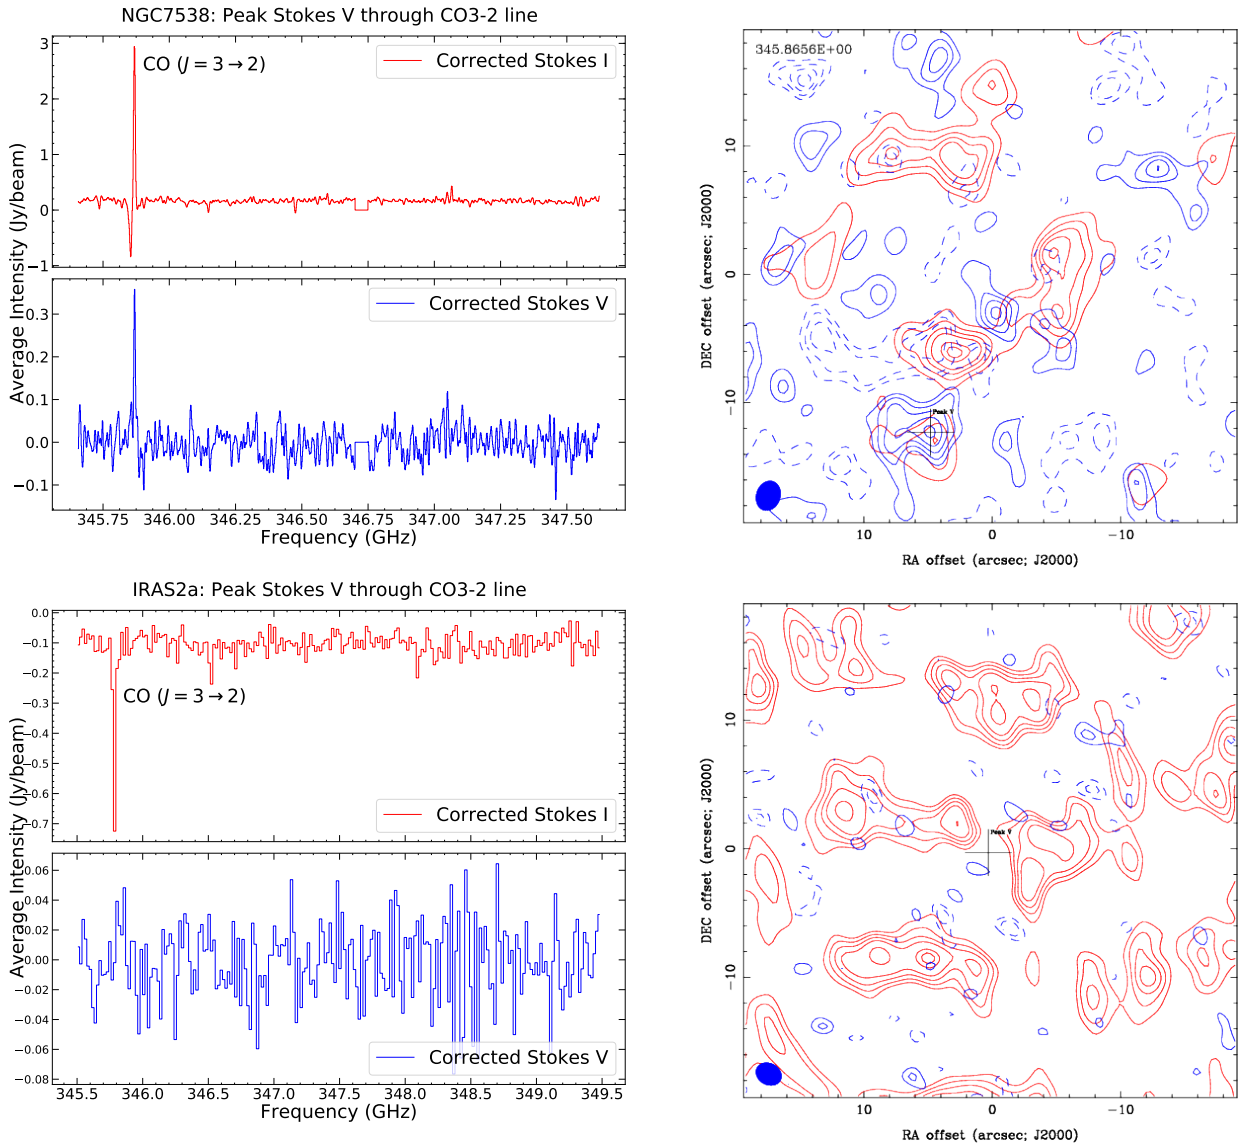 NGC7538: Peak Stokes V through CO3-2 line
3
2
1
0
−1
CO (J = 3 → 2)
Corrected Stokes I
0.3
0.2
0.1
0.0
−0.1
Corrected Stokes V
Average Intensity (Jy/beam)
345.75 346.00 346.25 346.50 346.75 347.00 347.25 347.50
Frequency (GHz)
345.8656E+00
10
0
−10
DEC offset (arcsec; J2000)
Peak V
10 0 −10
RA offset (arcsec; J2000)
IRAS2a: Peak Stokes V through CO3-2 line
0.0
−0.1
−0.2
−0.3
−0.4
−0.5
−0.6
−0.7
CO (J = 3 → 2)
Corrected Stokes I
0.06
0.04
0.02
0.00
−0.02
−0.04
−0.06
−0.08
Corrected Stokes V
Average Intensity (Jy/beam)
345.5 346.0 346.5 347.0 347.5 348.0 348.5 349.0 349.5
Frequency (GHz)
10
0
−10
DEC offset (arcsec; J2000)
Peak V
10 0 −10
RA offset (arcsec; J2000)